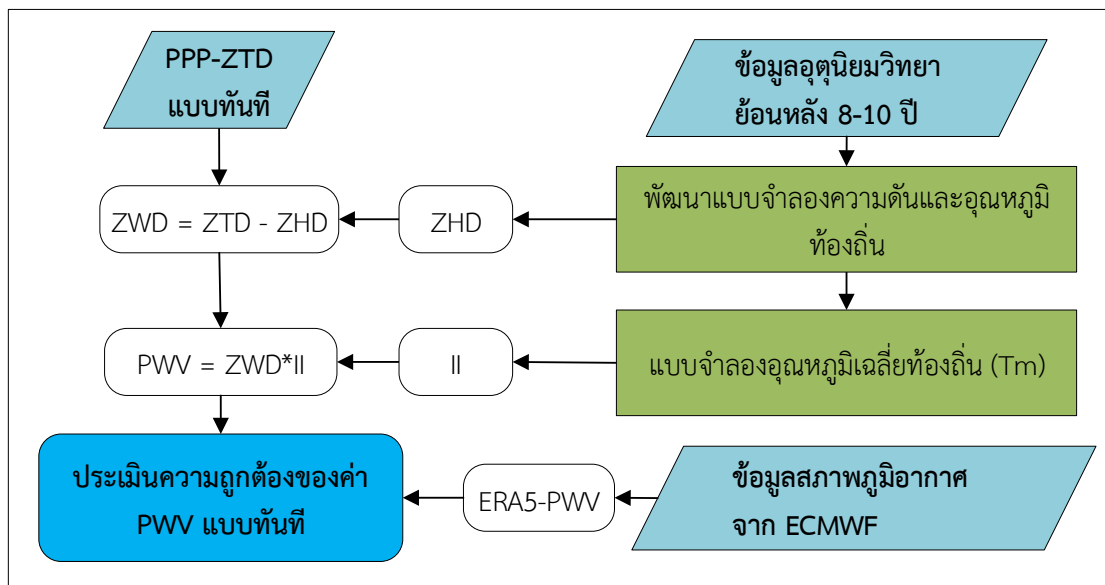 PPP-ZTD
แบบทันที
ข้อมูลอุตุนิยมวิทยา
ย้อนหลัง 8-10 ปี
ZWD = ZTD - ZHD
ZHD
พัฒนาแบบจำลองความดันและอุณหภูมิ
ท้องถิ่น
PWV = ZWD*II
II
แบบจำลองอุณหภูมิเฉลี่ยท้องถิ่น (Tm)
ประเมินความถูกต้องของค่า
PWV แบบทันที
ERA5-PWV
ข้อมูลสภาพภูมิอากาศ
จาก ECMWF